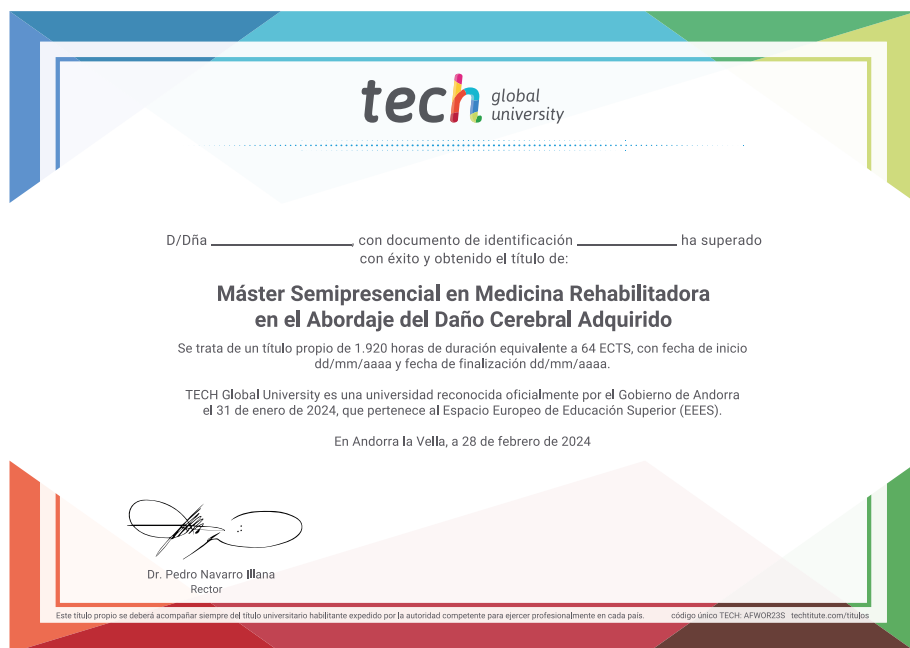 tech global
university
D/Dña ____________________, con documento de identificación ______________ ha superado
con éxito y obtenido el título de:
Máster Semipresencial en Medicina Rehabilitadora
en el Abordaje del Daño Cerebral Adquirido
Se trata de un título propio de 1.920 horas de duración equivalente a 64 ECTS, con fecha de inicio
dd/mm/aaaa y fecha de finalización dd/mm/aaaa.
TECH Global University es una universidad reconocida oficialmente por el Gobierno de Andorra
el 31 de enero de 2024, que pertenece al Espacio Europeo de Educación Superior (EEES).
En Andorra la Vella, a 28 de febrero de 2024
Dr. Pedro Navarro Illana
Rector
Este título propio se deberá acompañar siempre del título universitario habilitante expedido por la autoridad competente para ejercer profesionalmente en cada país. código único TECH: AFWOR23S techtitute.com/titulos